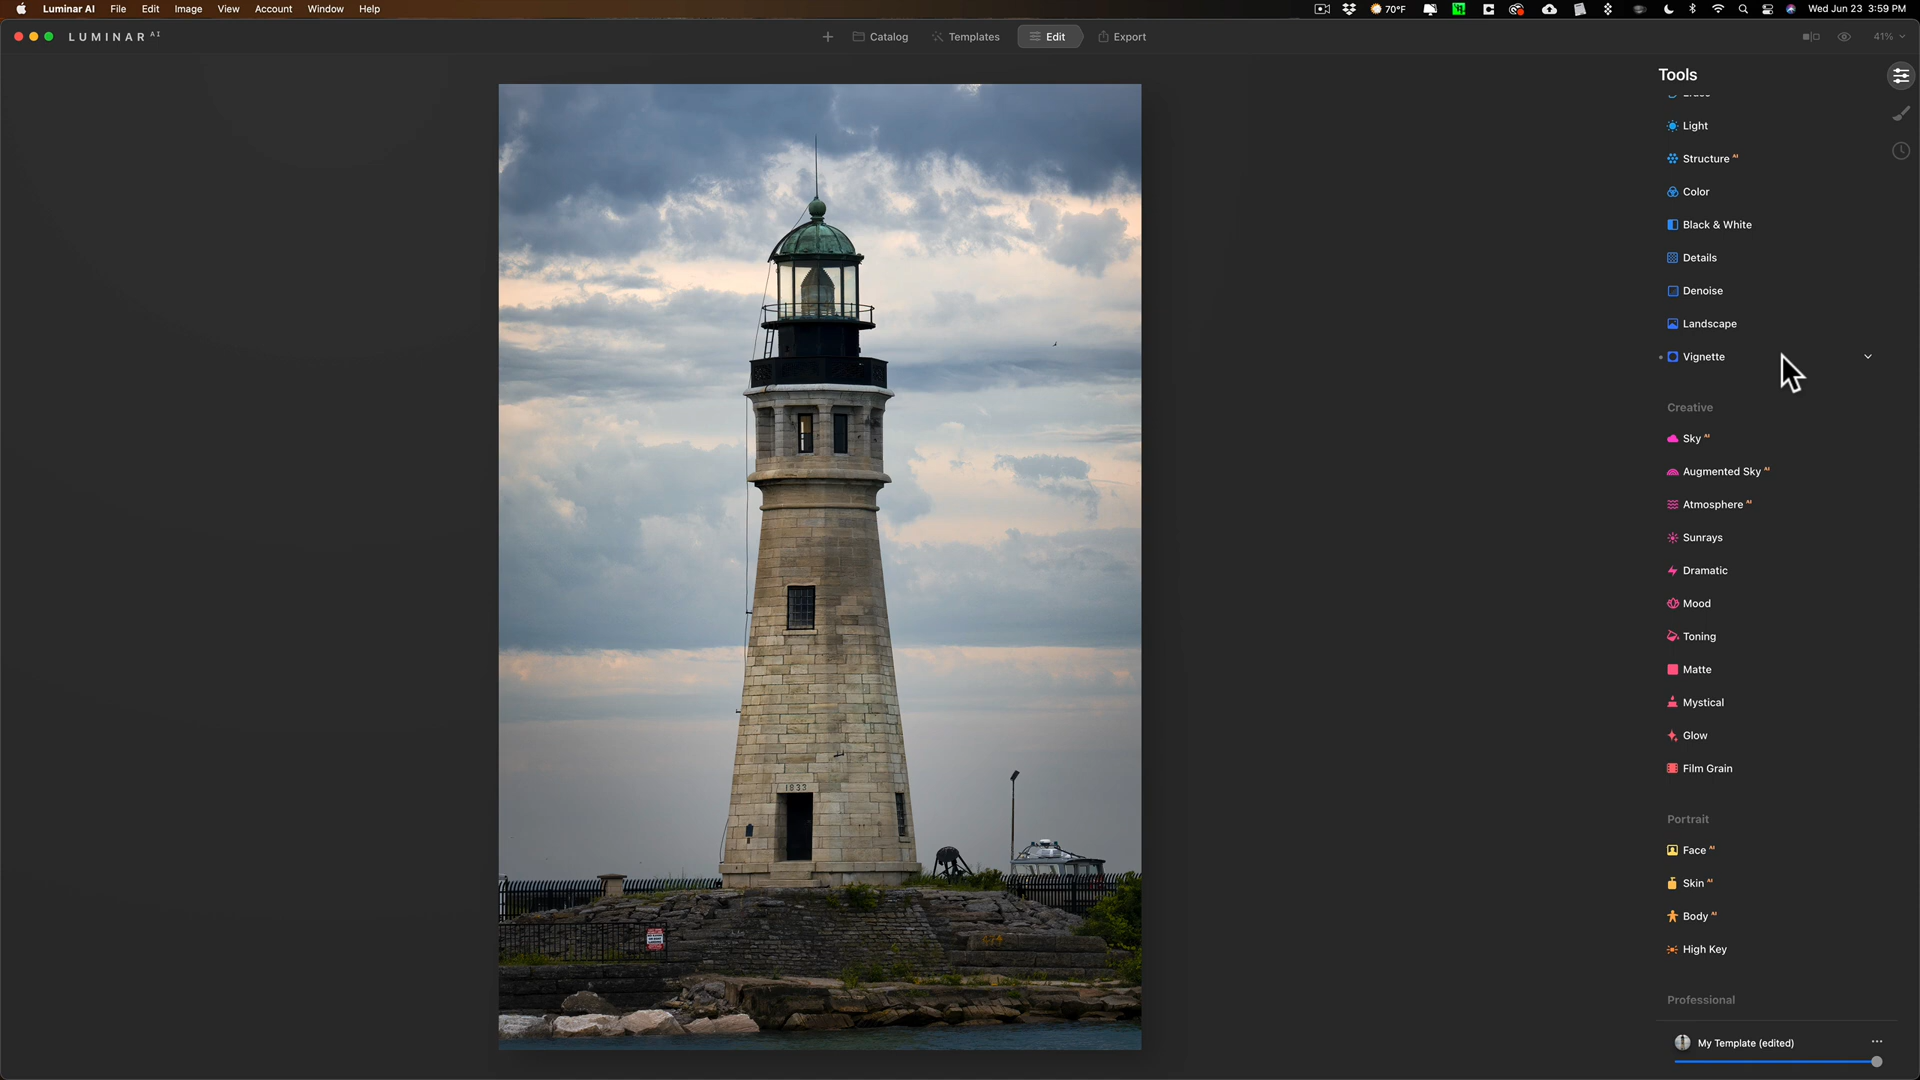 Luminar AI File Edit Image View Account Window Help 70°F Wed Jun 23 3:59 PM
LUMINAR AI Catalog Templates Edit Export 41%
Tools
Erase
Light
Structure AI
Color
Black & White
Details
Denoise
Landscape
Vignette
Creative
Sky AI
Augmented Sky AI
Atmosphere AI
Sunrays
Dramatic
Mood
Toning
Matte
Mystical
Glow
Film Grain
Portrait
Face AI
Skin AI
Body AI
High Key
Professional
My Template (edited)
1833